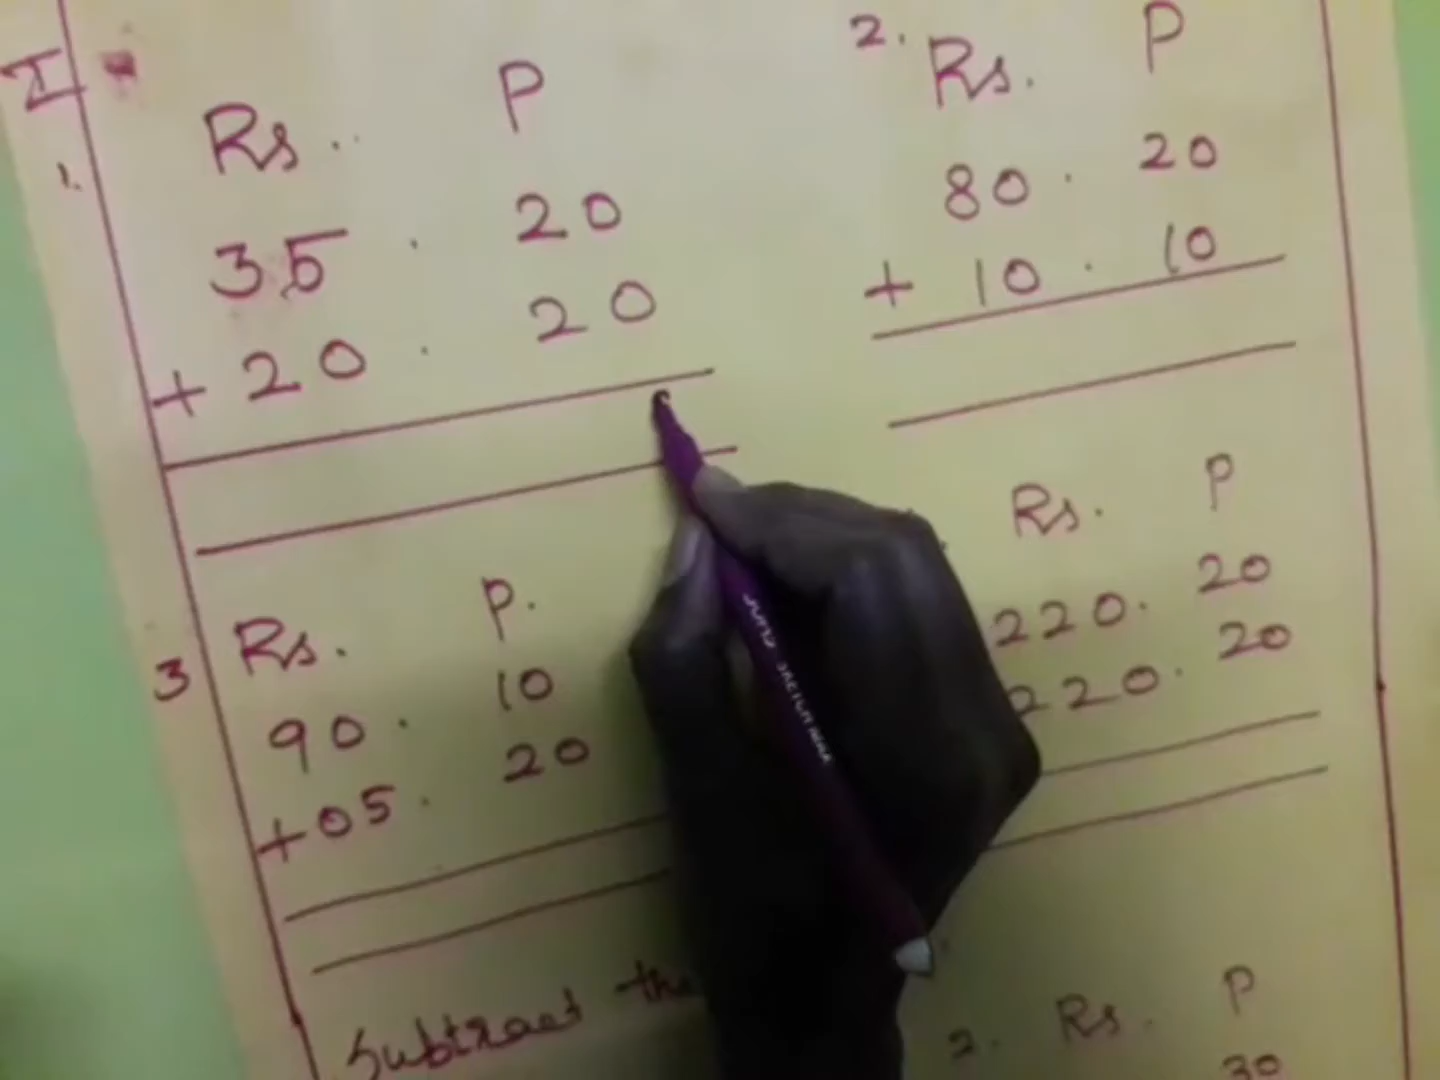 I
1.
Rs. P
35. 20
+ 20. 20
2.
Rs. P
80. 20
+ 10. 10
3
Rs. P.
90. 10
+05. 20
Rs. P
220. 20
220. 20
Subtract the
2. Rs. P
30